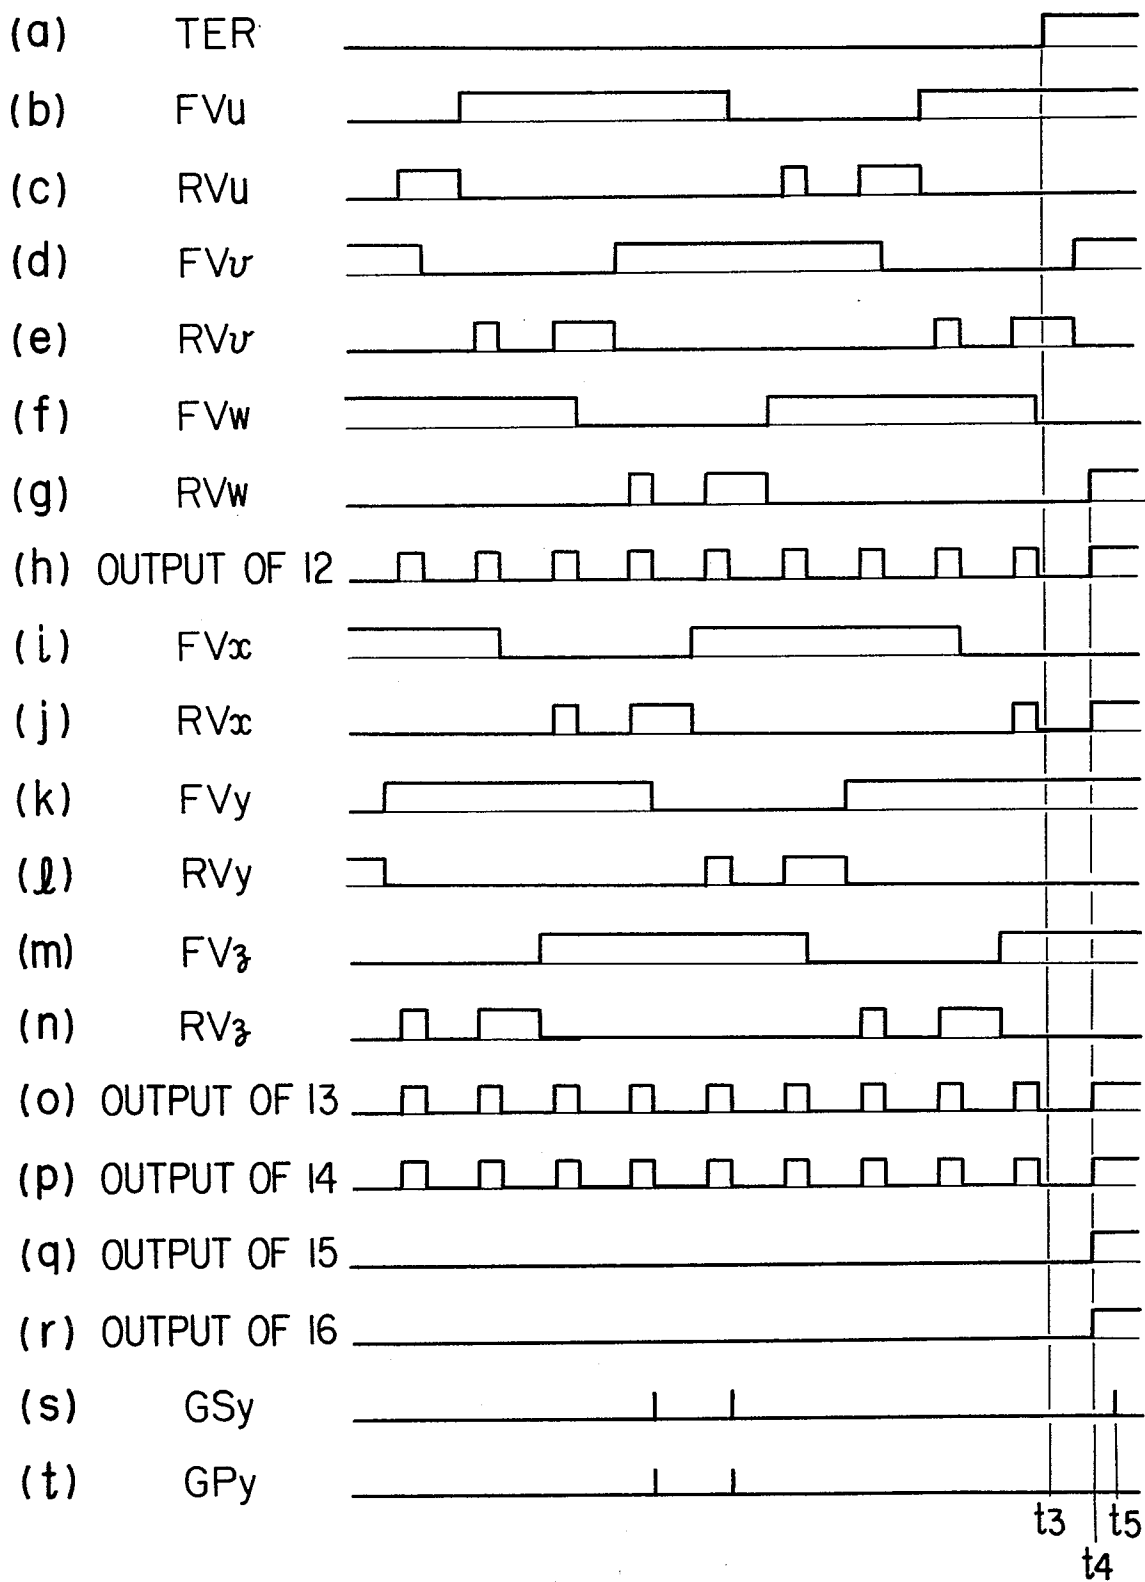 (a) TER
(b) FVu
(c) RVu
(d) FVv
(e) RVv
(f) FVw
(g) RVw
(h) OUTPUT OF 12
(i) FVx
(j) RVx
(k) FVy
(l) RVy
(m) FVz
(n) RVz
(o) OUTPUT OF 13
(p) OUTPUT OF 14
(q) OUTPUT OF 15
(r) OUTPUT OF 16
(s) GSy
(t) GPy
t3 t5
t4